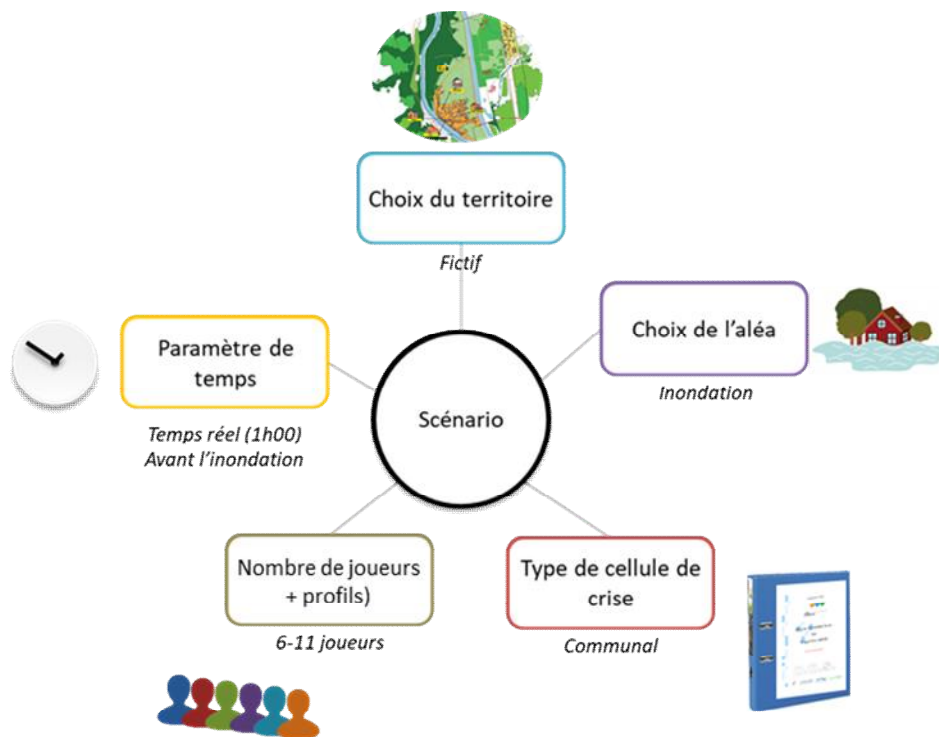 Choix du territoire
Fictif
Choix de l'aléa
Inondation
Paramètre de
temps
Temps réel (1h00)
Avant l'inondation
Scénario
Nombre de joueurs
+ profils)
6-11 joueurs
Type de cellule de
crise
Communal